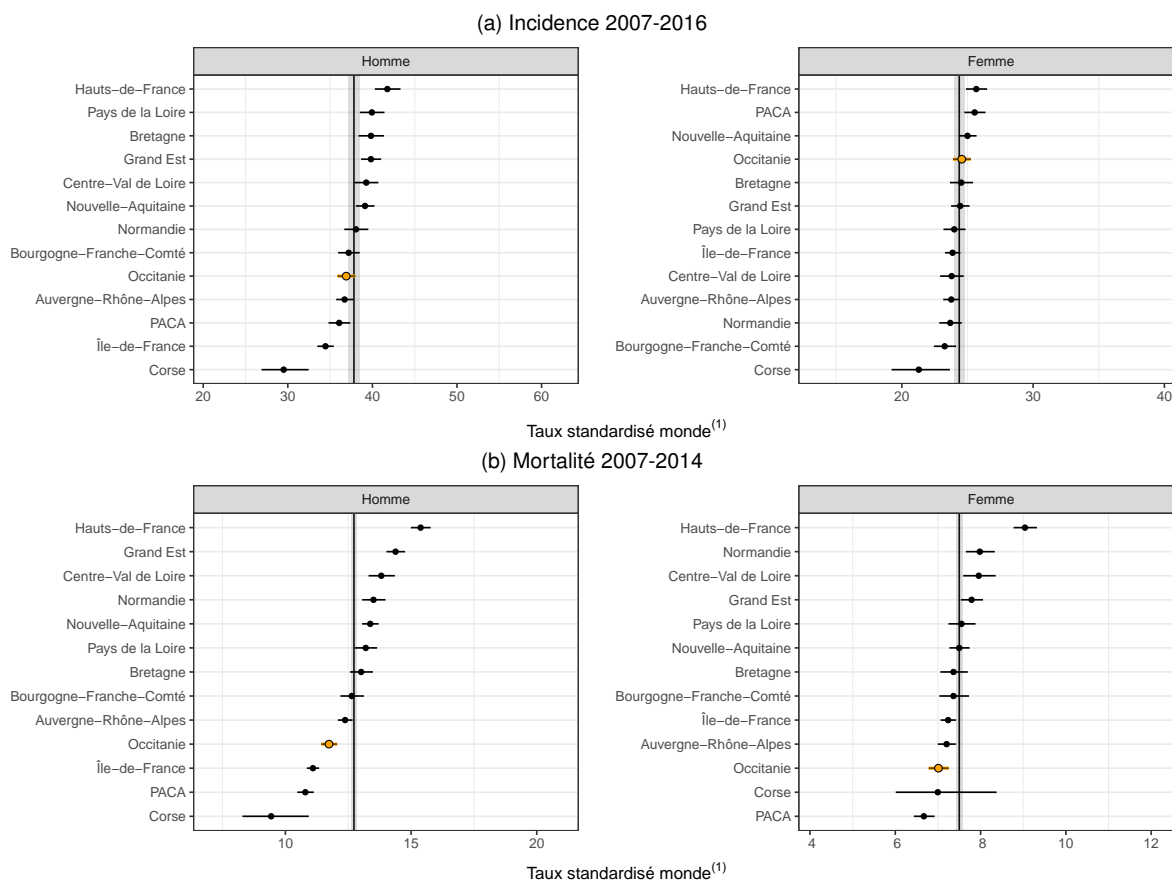 (a) Incidence 2007-2016
Homme
Hauts−de−France
Pays de la Loire
Bretagne
Grand Est
Centre−Val de Loire
Nouvelle−Aquitaine
Normandie
Bourgogne−Franche−Comté
Occitanie
Auvergne−Rhône−Alpes
PACA
Île−de−France
Corse
20 30 40 50 60
Femme
Hauts−de−France
PACA
Nouvelle−Aquitaine
Occitanie
Bretagne
Grand Est
Pays de la Loire
Île−de−France
Centre−Val de Loire
Auvergne−Rhône−Alpes
Normandie
Bourgogne−Franche−Comté
Corse
20 30 40
Taux standardisé monde(1)
(b) Mortalité 2007-2014
Homme
Hauts−de−France
Grand Est
Centre−Val de Loire
Normandie
Nouvelle−Aquitaine
Pays de la Loire
Bretagne
Bourgogne−Franche−Comté
Auvergne−Rhône−Alpes
Occitanie
Île−de−France
PACA
Corse
10 15 20
Femme
Hauts−de−France
Normandie
Centre−Val de Loire
Grand Est
Pays de la Loire
Nouvelle−Aquitaine
Bretagne
Bourgogne−Franche−Comté
Île−de−France
Auvergne−Rhône−Alpes
Occitanie
Corse
PACA
4 6 8 10 12
Taux standardisé monde(1)